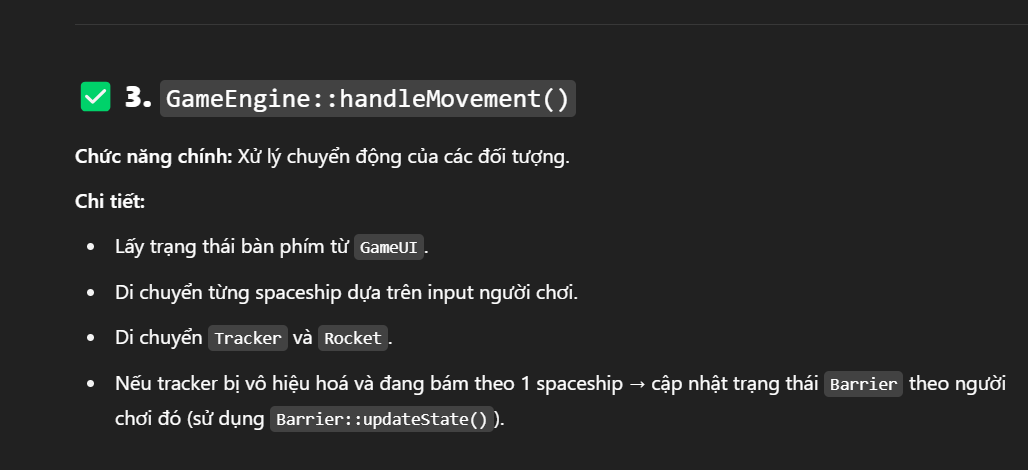 ✅ 3. GameEngine::handleMovement()
Chức năng chính: Xử lý chuyển động của các đối tượng.
Chi tiết:
• Lấy trạng thái bàn phím từ GameUI.
• Di chuyển từng spaceship dựa trên input người chơi.
• Di chuyển Tracker và Rocket.
• Nếu tracker bị vô hiệu hoá và đang bám theo 1 spaceship → cập nhật trạng thái Barrier theo người
chơi đó (sử dụng Barrier::updateState()).